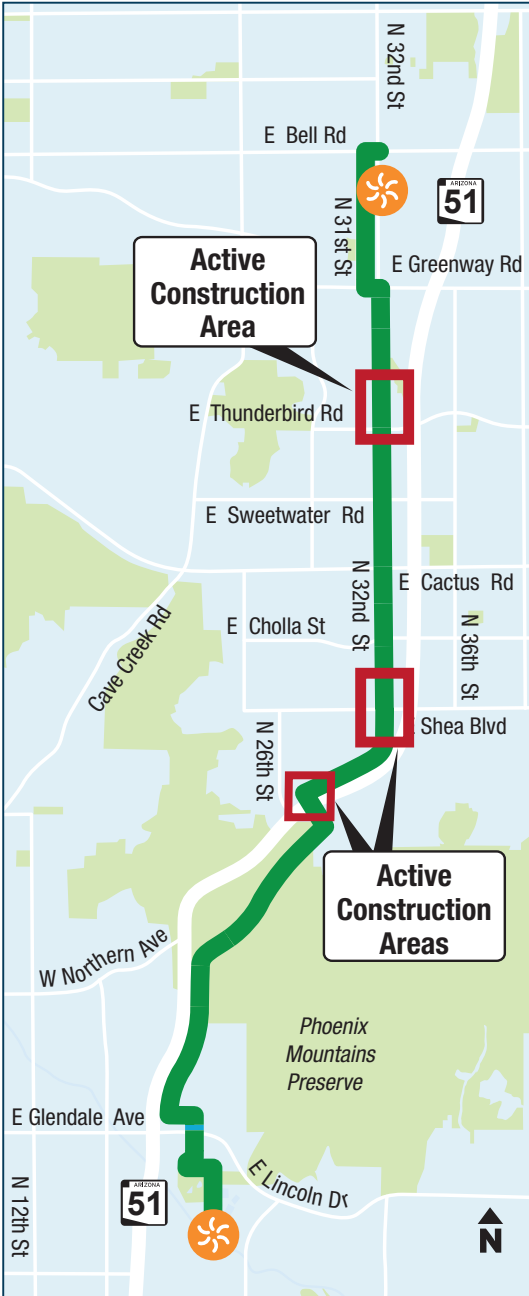 N 32nd St
E Bell Rd
ARIZONA
51
N 31st St
Active
Construction
Area
E Greenway Rd
E Thunderbird Rd
E Sweetwater Rd
E Cactus Rd
N 32nd St
E Cholla St
N 36th St
Cave Creek Rd
E Shea Blvd
N 26th St
Active
Construction
Areas
W Northern Ave
Phoenix
Mountains
Preserve
E Glendale Ave
E Lincoln Dr
ARIZONA
51
N 12th St
N